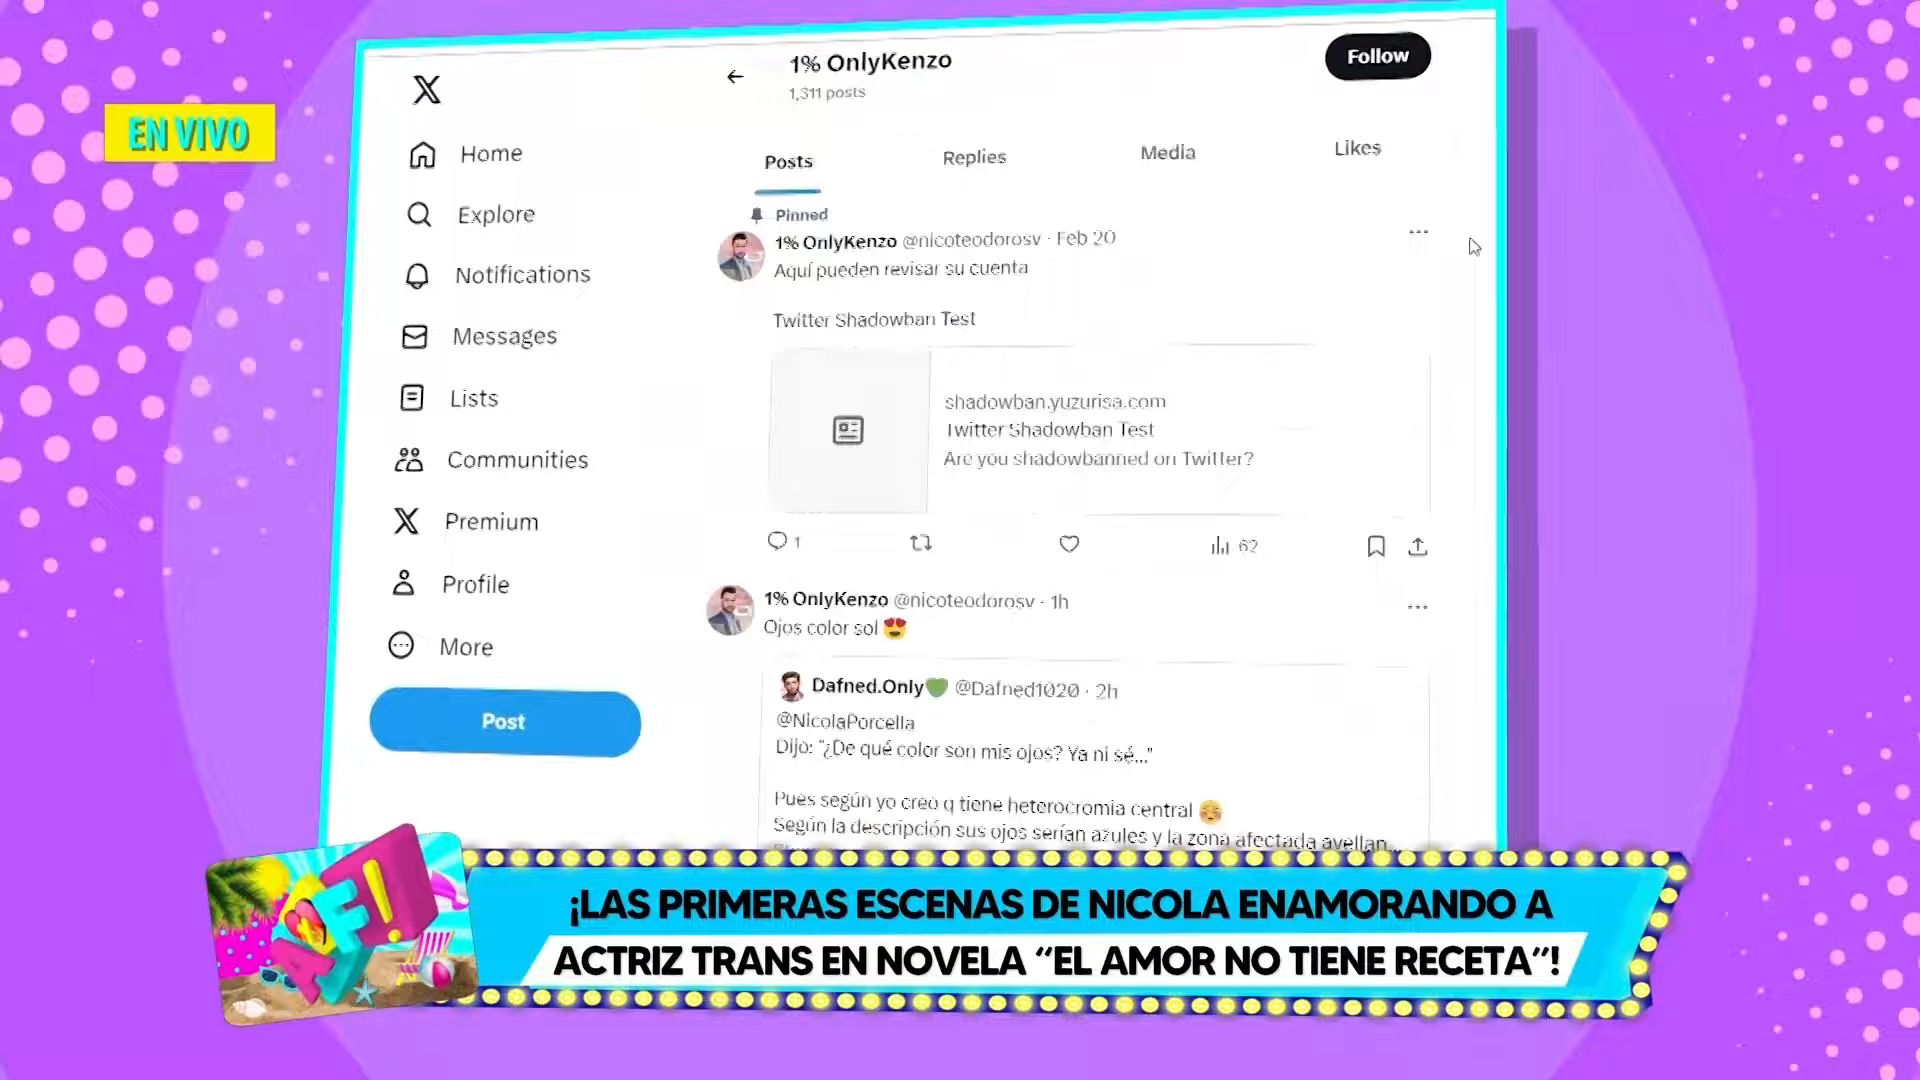 EN VIVO
X
Home
Explore
Notifications
Messages
Lists
Communities
Premium
Profile
More
Post
1% OnlyKenzo
1,311 posts
Follow
Posts
Replies
Media
Likes
Pinned
1% OnlyKenzo @nicoteodorosv · Feb 20
Aquí pueden revisar su cuenta
Twitter Shadowban Test
shadowban.yuzurisa.com
Twitter Shadowban Test
Are you shadowbanned on Twitter?
1
62
1% OnlyKenzo @nicoteodorosv · 1h
Ojos color sol 😍
Dafned.Only💚 @Dafned1020 · 2h
@NicolaPorcella
Dijo: "¿De qué color son mis ojos? Ya ni sé..."
Pues según yo creo q tiene heterocromia central
Según la descripción sus ojos serían azules y la zona afectada avellan...
AF!
¡LAS PRIMERAS ESCENAS DE NICOLA ENAMORANDO A
ACTRIZ TRANS EN NOVELA “EL AMOR NO TIENE RECETA”!